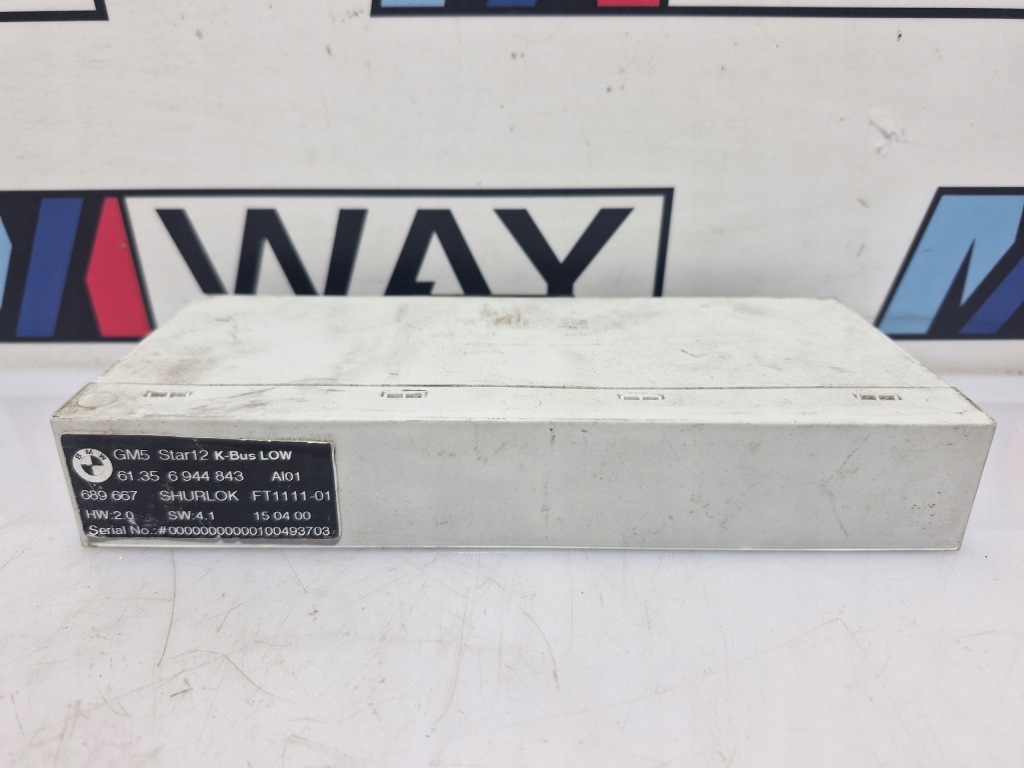 WAY
BMW
GM5 Star12 K-Bus LOW
61.35 6 944 843 AI01
689 667 SHURLOK FT1111-01
HW:2.0 SW:4.1 15 04 00
Serial No.:#00000000000100493703